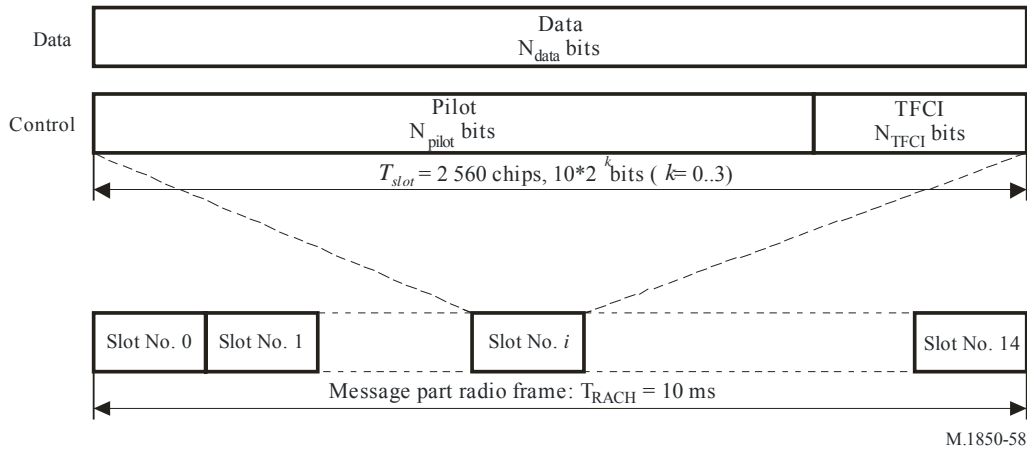 Data
Data
N_data bits
Control
Pilot
N_pilot bits
TFCI
N_TFCI bits
T_slot = 2 560 chips, 10*2^k bits ( k= 0..3)
Slot No. 0
Slot No. 1
Slot No. i
Slot No. 14
Message part radio frame: T_RACH = 10 ms
M.1850-58